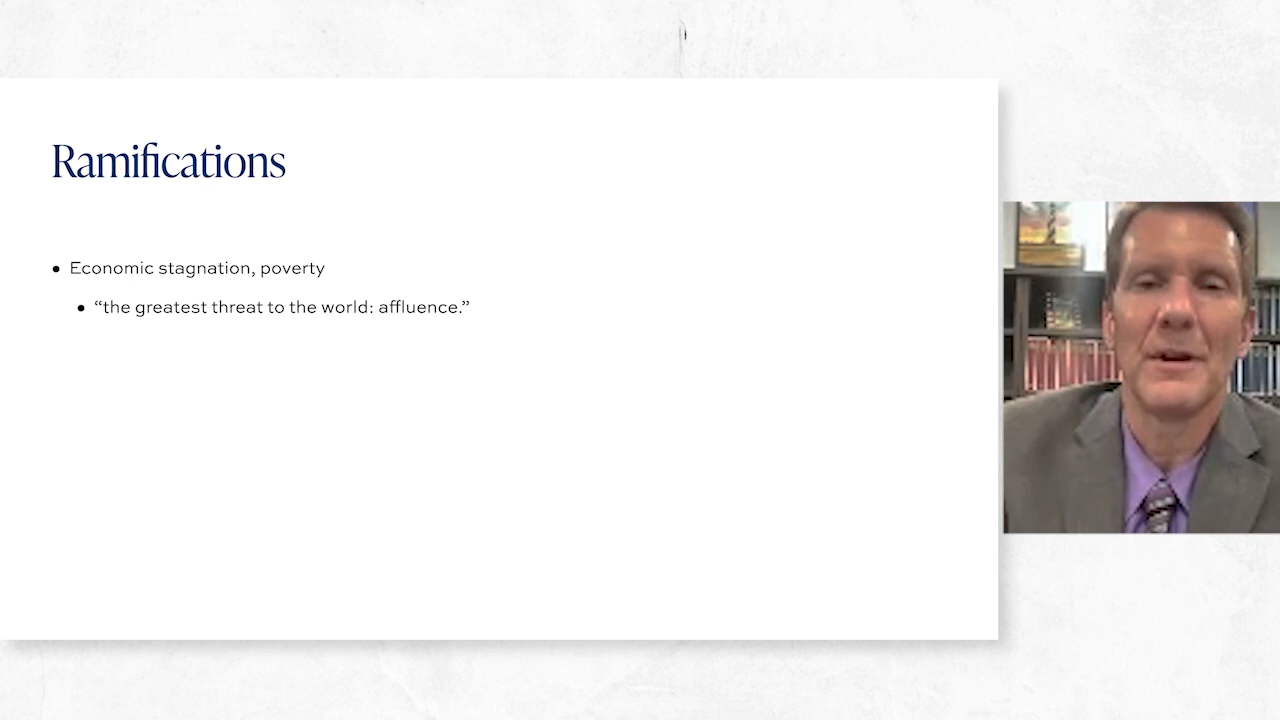 Ramifications
• Economic stagnation, poverty
• “the greatest threat to the world: affluence.”